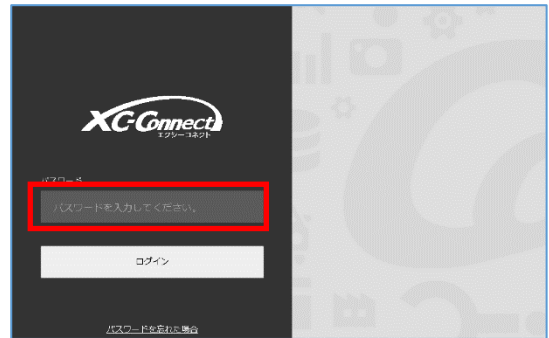 XC-Connect
エクシーコネクト
パスワード
パスワードを入力してください。
ログイン
パスワードを忘れた場合